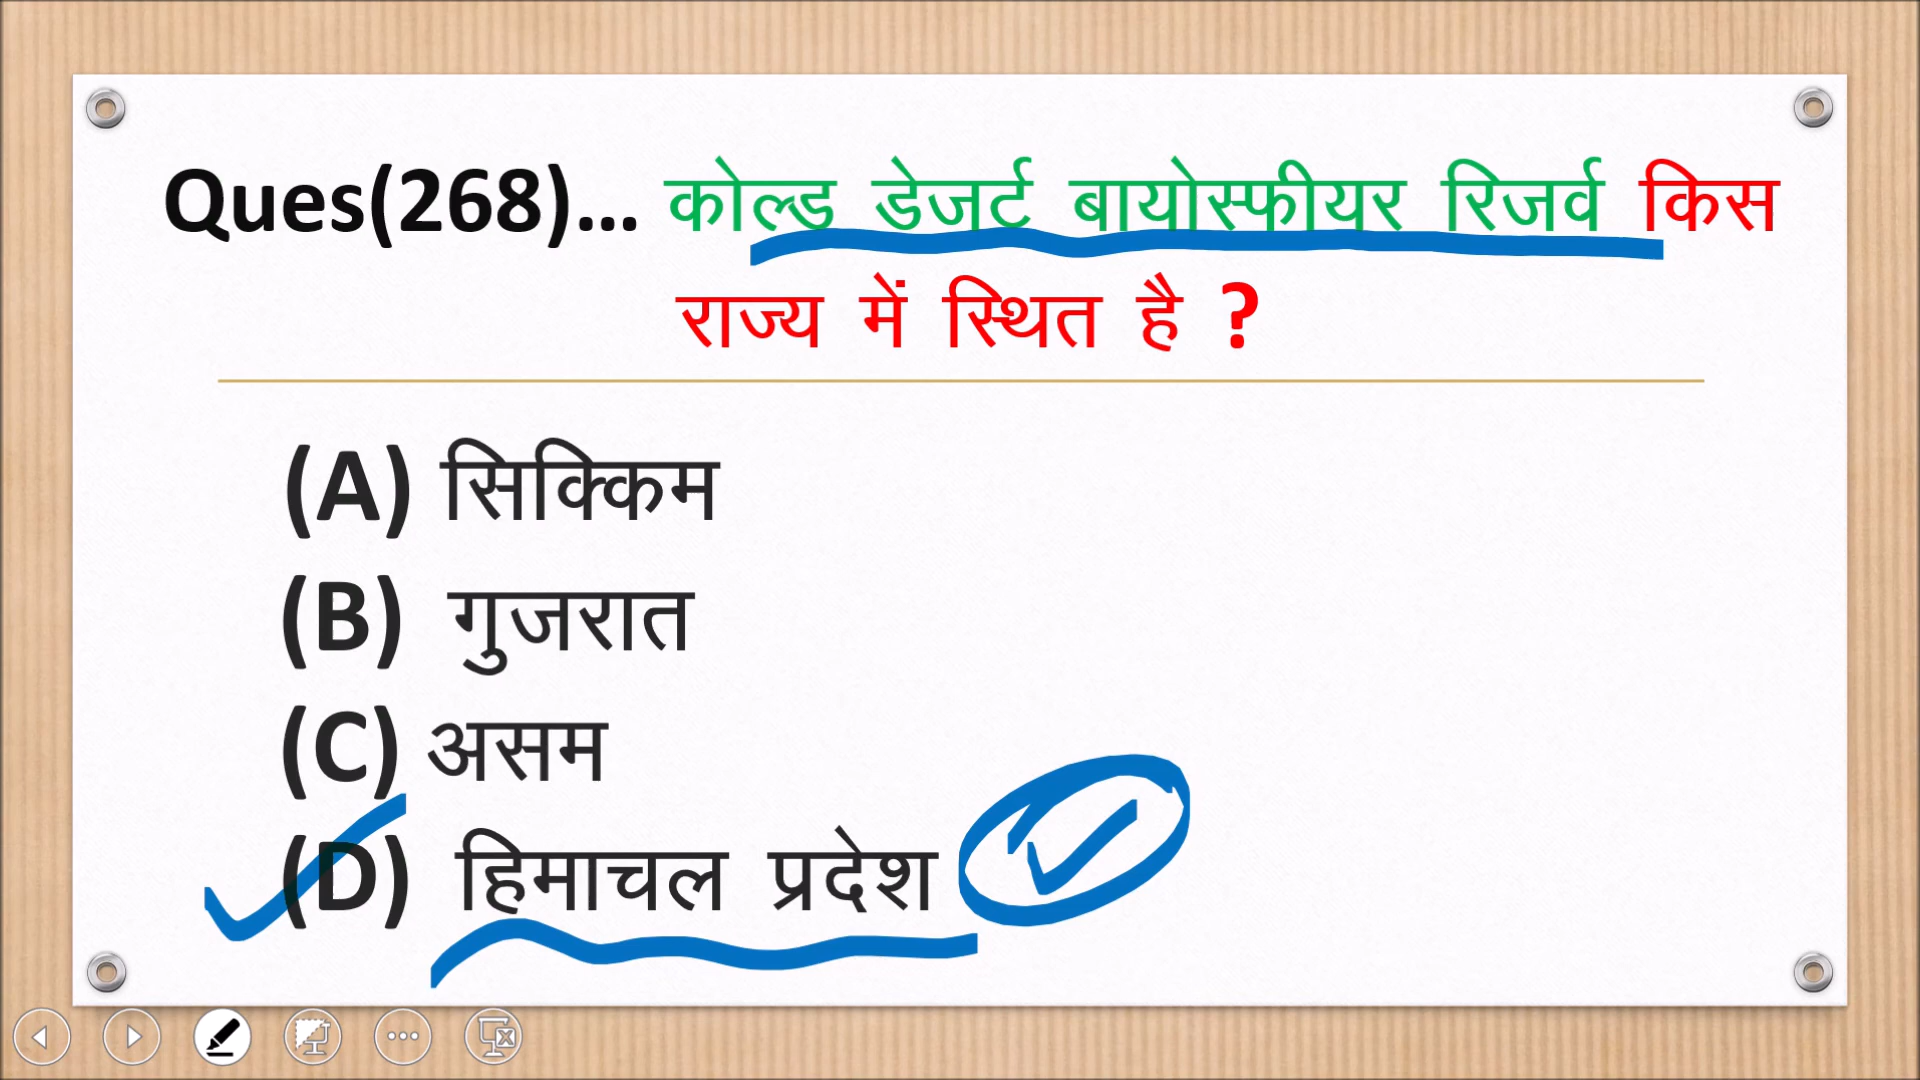 Ques(268)... कोल्ड डेजर्ट बायोस्फीयर रिजर्व किस
राज्य में स्थित है ?
(A) सिक्किम
(B) गुजरात
(C) असम
(D) हिमाचल प्रदेश